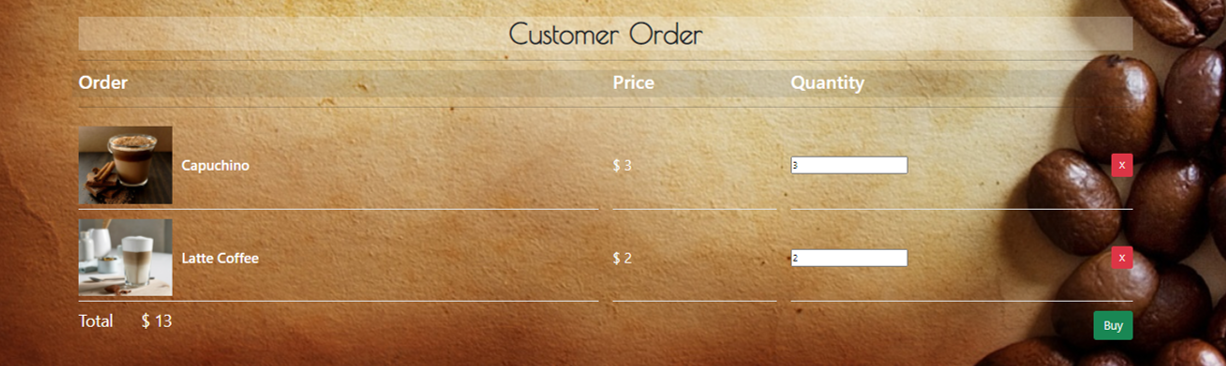 Customer Order
Order Price Quantity
Capuchino $ 3 3 x
Latte Coffee $ 2 2 x
Total $ 13 Buy